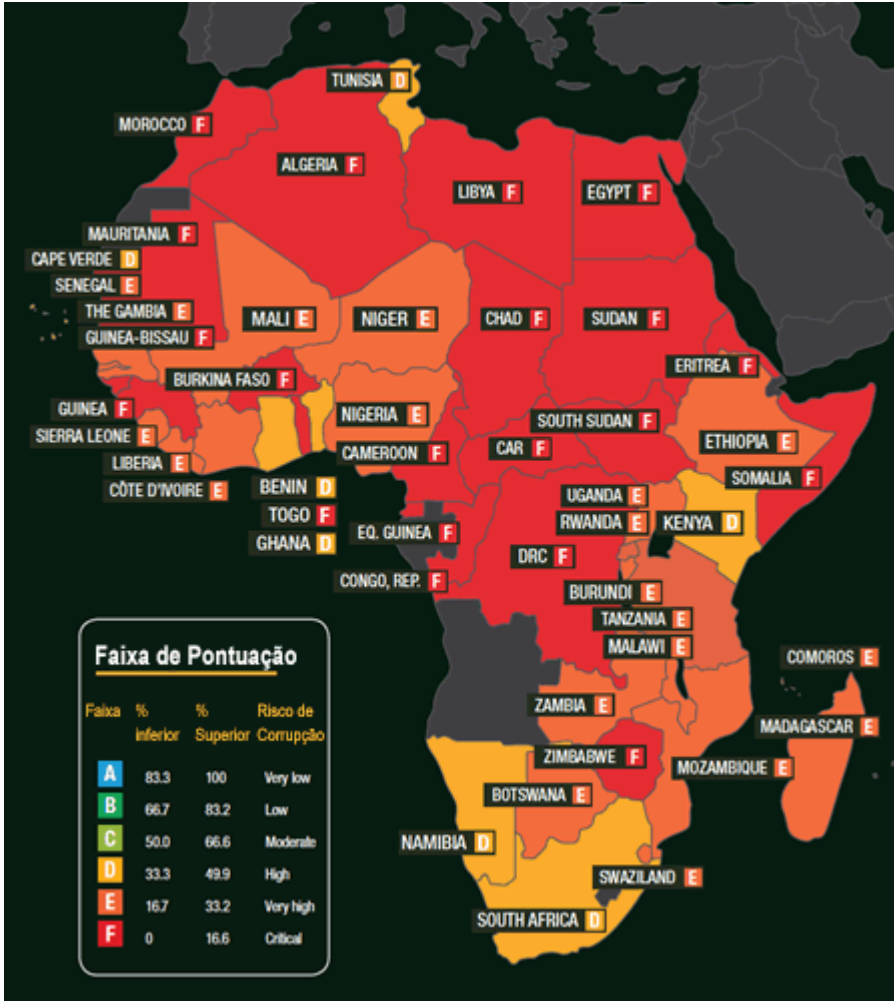 TUNISIA D
MOROCCO F
ALGERIA F
LIBYA F
EGYPT F
MAURITANIA F
CAPE VERDE D
SENEGAL E
THE GAMBIA E
MALI E
NIGER E
CHAD F
SUDAN F
GUINEA-BISSAU F
ERITREA F
BURKINA FASO F
GUINEA F
NIGERIA E
SOUTH SUDAN F
SIERRA LEONE E
CAMEROON F
CAR F
ETHIOPIA E
LIBERIA E
SOMALIA F
CÔTE D'IVOIRE E
BENIN D
UGANDA E
TOGO F
RWANDA E
KENYA D
GHANA D
EQ. GUINEA F
DRC F
CONGO, REP. F
BURUNDI E
TANZANIA E
MALAWI E
COMOROS E
ZAMBIA E
MADAGASCAR E
ZIMBABWE F
MOZAMBIQUE E
BOTSWANA E
NAMIBIA D
SWAZILAND E
SOUTH AFRICA D
Faixa de Pontuação
Faixa % inferior % Superior Risco de Corrupção
A 83.3 100 Very low
B 66.7 83.2 Low
C 50.0 66.6 Moderate
D 33.3 49.9 High
E 16.7 33.2 Very high
F 0 16.6 Critical